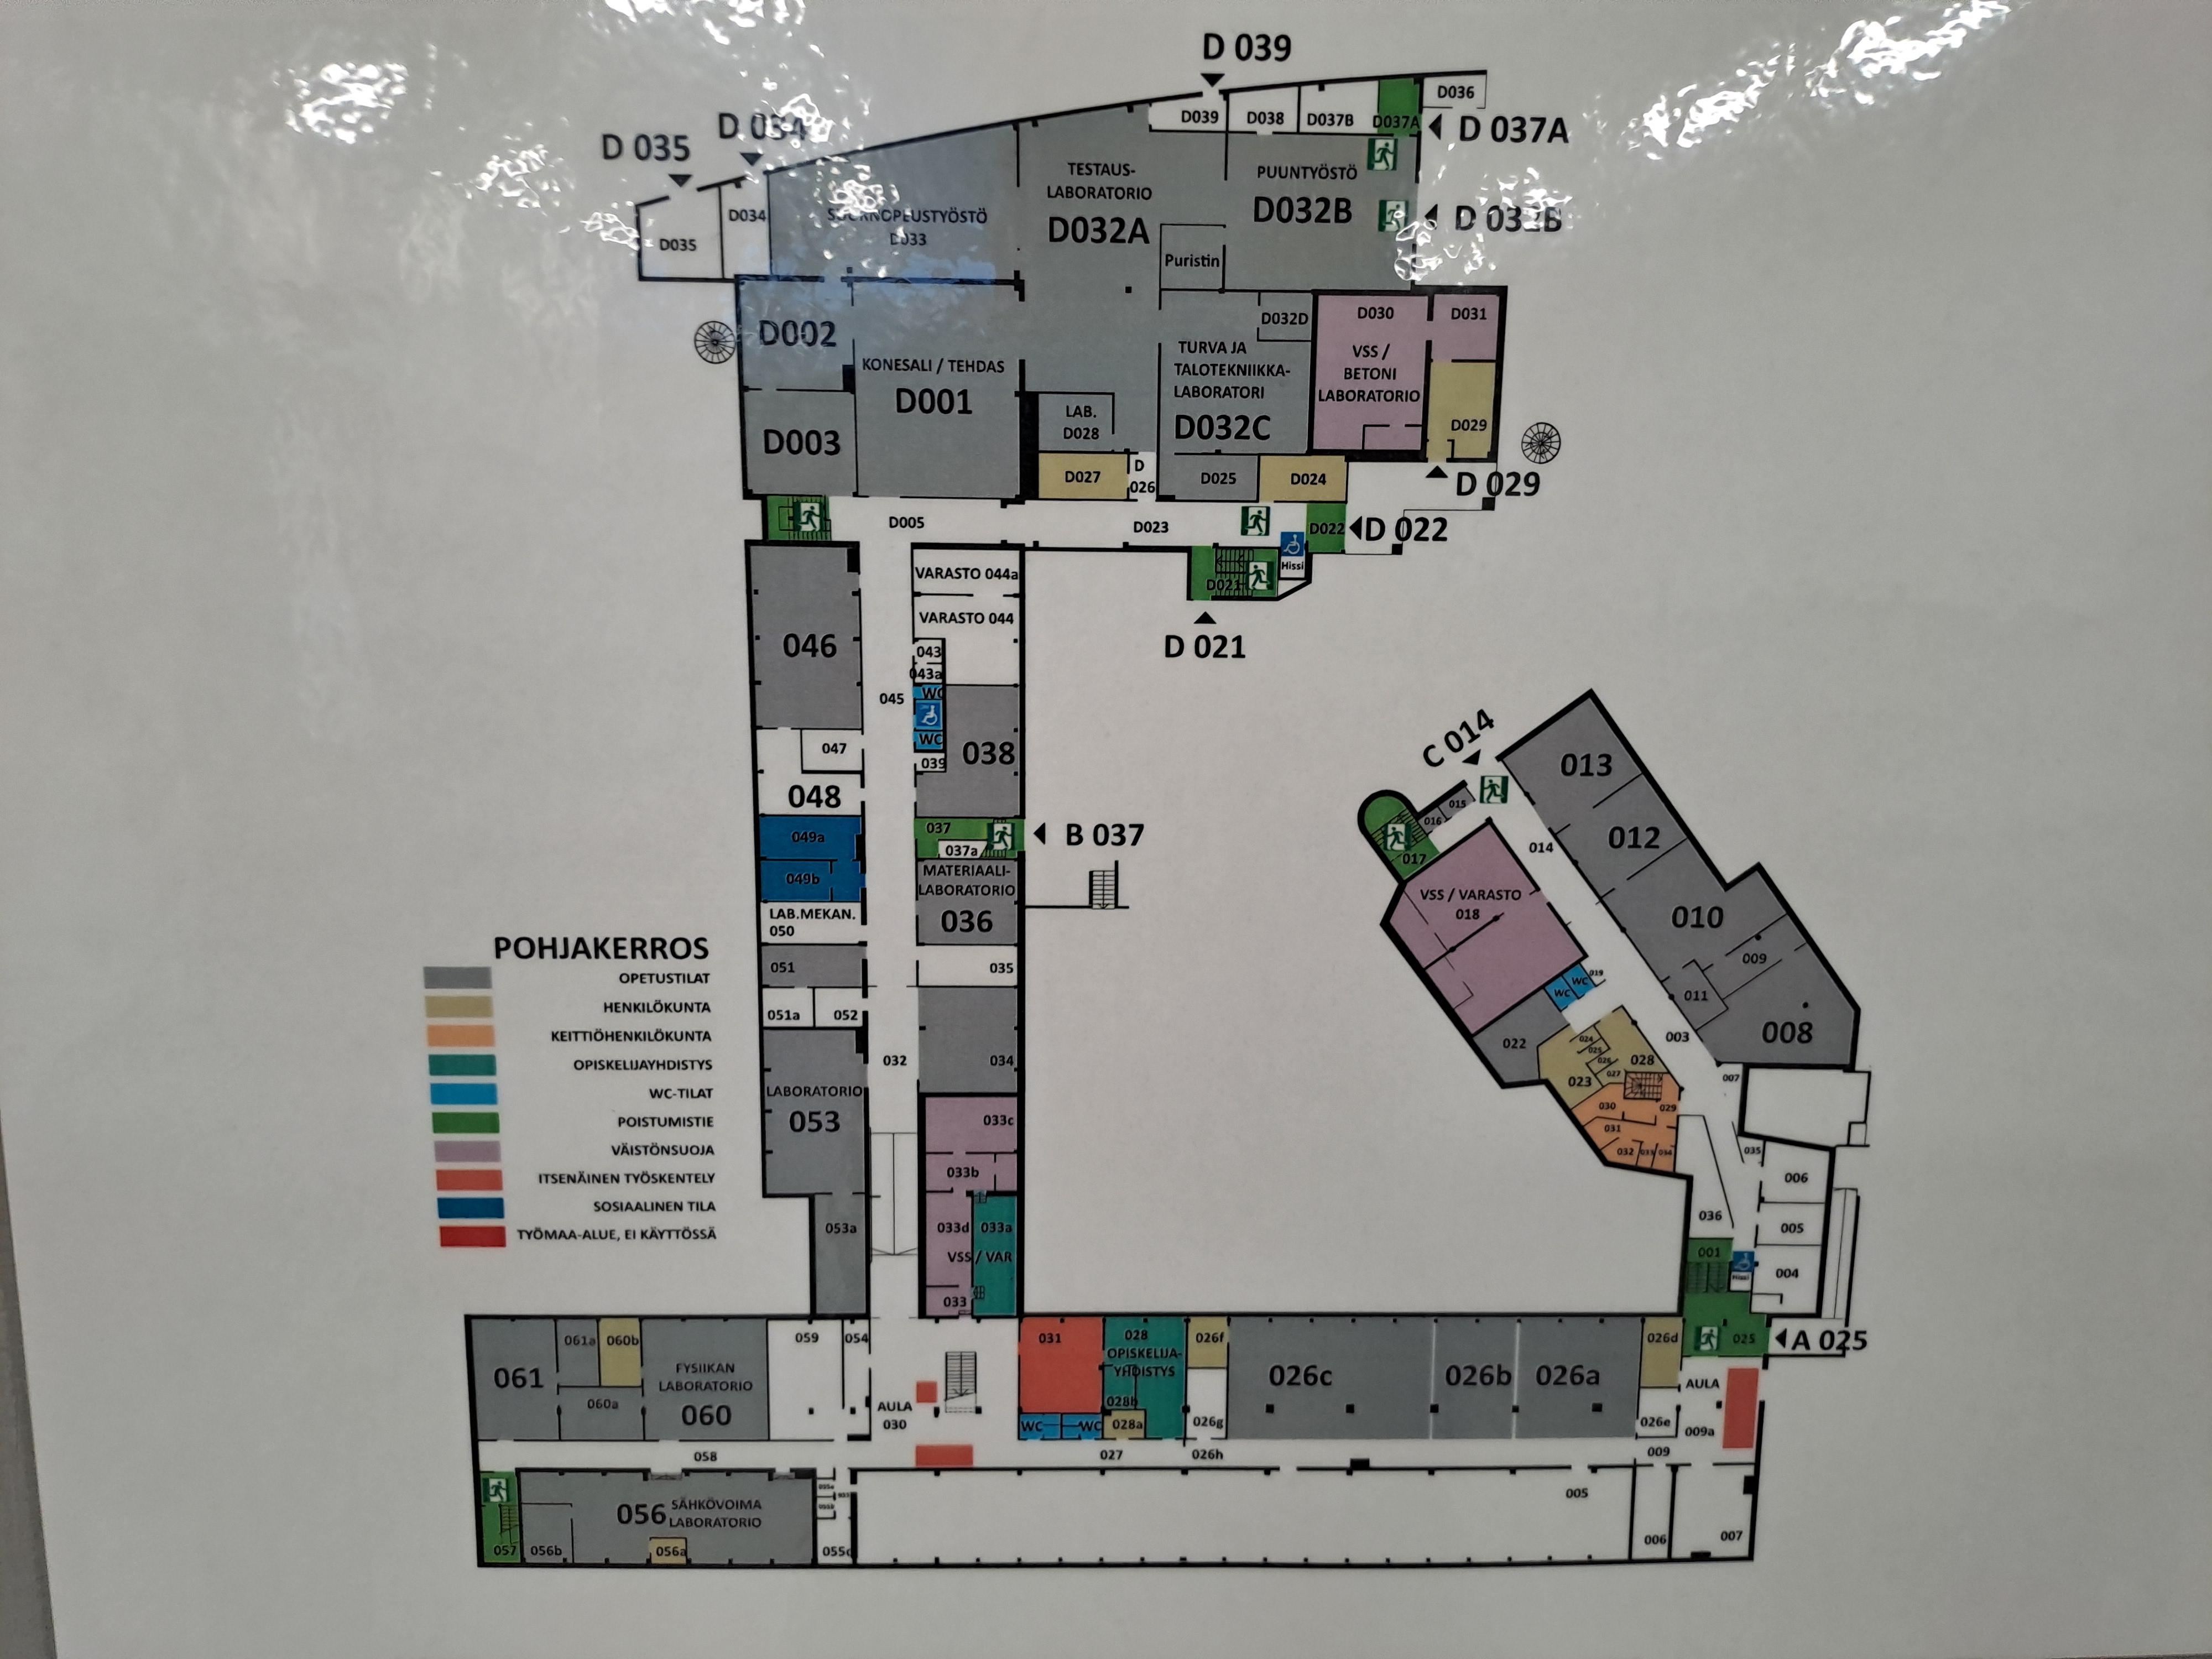 D 039
D 034
D 035
D039
D038
D037B
D037A
D036
D 037A
D034
D035
D033
TESTAUS-
LABORATORIO
D032A
PUUNTYÖSTÖ
D032B
D 032B
Puristin
D002
KONESALI / TEHDAS
D001
D003
D032D
TURVA JA
TALOTEKNIIKKA-
LABORATORI
D032C
D030
VSS /
BETONI
LABORATORIO
D031
D029
D 029
LAB.
D028
D027
D
026
D025
D024
D005
D023
D022
D 022
Hissi
D021
D 021
VARASTO 044a
VARASTO 044
046
043
043a
045
WC
WC
039
038
047
048
049a
049b
037
037a
B 037
MATERIAALI-
LABORATORIO
036
LAB.MEKAN.
050
051
035
051a
052
032
034
LABORATORIO
053
053a
033c
033b
033d
033a
VSS / VAR
033
C 014
013
012
010
009
011
008
014
015
016
017
VSS / VARASTO
018
WC
WC
019
022
003
024
025
026
027
028
023
030
029
031
032
033
034
007
035
006
005
036
001
Hissi
004
025
A 025
POHJAKERROS
OPETUSTILAT
HENKILÖKUNTA
KEITTIÖHENKILÖKUNTA
OPISKELIJAYHDISTYS
WC-TILAT
POISTUMISTIE
VÄISTÖNSUOJA
ITSENÄINEN TYÖSKENTELY
SOSIAALINEN TILA
TYÖMAA-ALUE, EI KÄYTTÖSSÄ
061
061a
060b
060a
FYSIIKAN
LABORATORIO
060
059
054
AULA
030
031
WC
WC
028
OPISKELIJA-
YHDISTYS
028b
028a
026f
026g
026c
026b
026a
026d
026e
AULA
009a
058
027
026h
009
057
056b
056
SÄHKÖVOIMA
LABORATORIO
056a
055c
005
006
007